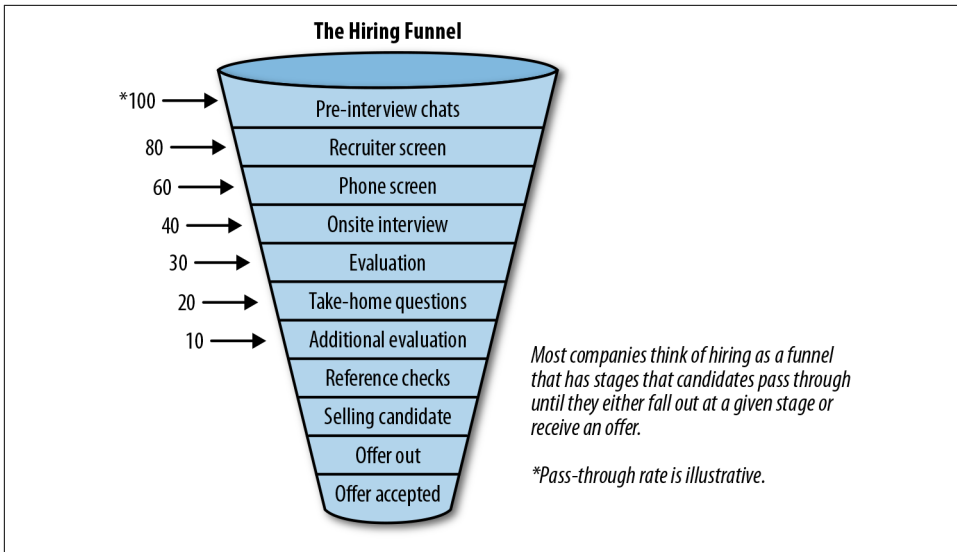 The Hiring Funnel
*100
Pre-interview chats
80
Recruiter screen
60
Phone screen
40
Onsite interview
30
Evaluation
20
Take-home questions
10
Additional evaluation
Reference checks
Selling candidate
Offer out
Offer accepted
Most companies think of hiring as a funnel
that has stages that candidates pass through
until they either fall out at a given stage or
receive an offer.
*Pass-through rate is illustrative.